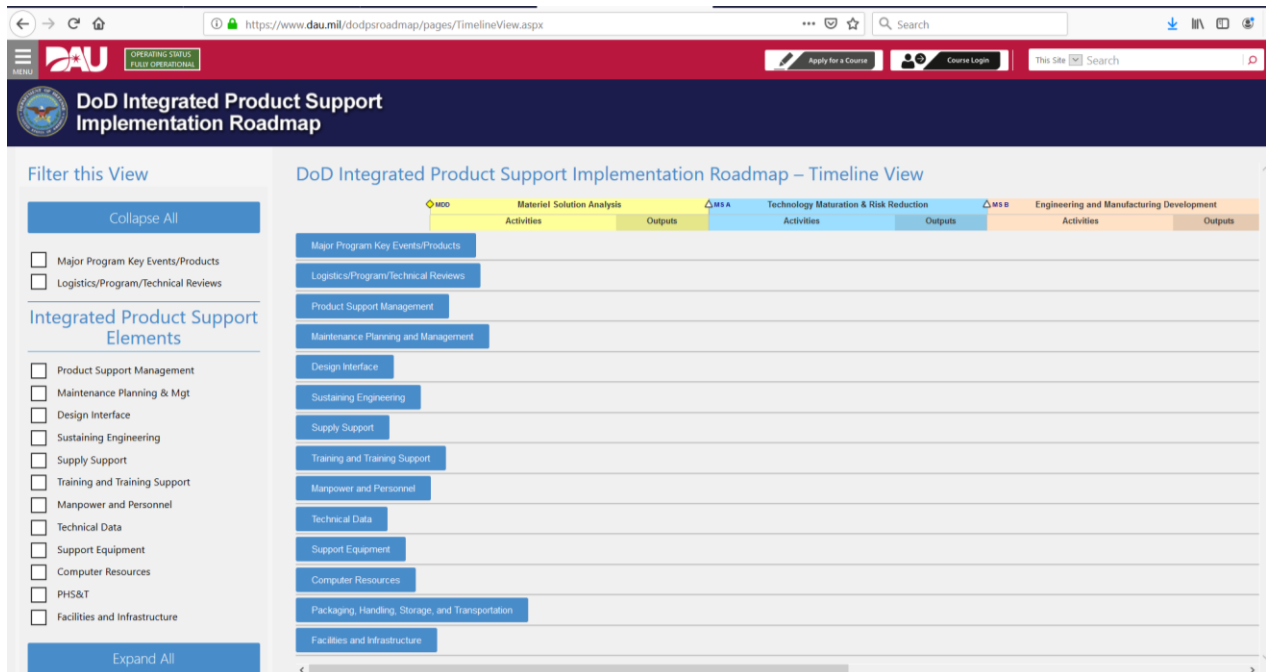 https://www.dau.mil/dodpsroadmap/pages/TimelineView.aspx
Search
MENU
DAU
OPERATING STATUS
FULLY OPERATIONAL
Apply for a Course
Course Login
This Site
Search
DoD Integrated Product Support
Implementation Roadmap
Filter this View
Collapse All
Major Program Key Events/Products
Logistics/Program/Technical Reviews
Integrated Product Support
Elements
Product Support Management
Maintenance Planning & Mgt
Design Interface
Sustaining Engineering
Supply Support
Training and Training Support
Manpower and Personnel
Technical Data
Support Equipment
Computer Resources
PHS&T
Facilities and Infrastructure
Expand All
DoD Integrated Product Support Implementation Roadmap – Timeline View
MDD Materiel Solution Analysis MS A Technology Maturation & Risk Reduction MS B Engineering and Manufacturing Development
Activities Outputs Activities Outputs Activities Outputs
Major Program Key Events/Products
Logistics/Program/Technical Reviews
Product Support Management
Maintenance Planning and Management
Design Interface
Sustaining Engineering
Supply Support
Training and Training Support
Manpower and Personnel
Technical Data
Support Equipment
Computer Resources
Packaging, Handling, Storage, and Transportation
Facilities and Infrastructure